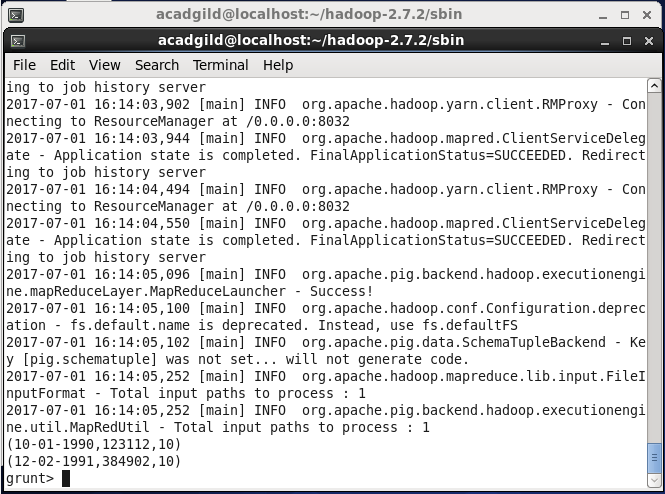 acadgild@localhost:~/hadoop-2.7.2/sbin
acadgild@localhost:~/hadoop-2.7.2/sbin
File Edit View Search Terminal Help
ing to job history server
2017-07-01 16:14:03,902 [main] INFO  org.apache.hadoop.yarn.client.RMProxy - Con
necting to ResourceManager at /0.0.0.0:8032
2017-07-01 16:14:03,944 [main] INFO  org.apache.hadoop.mapred.ClientServiceDeleg
ate - Application state is completed. FinalApplicationStatus=SUCCEEDED. Redirect
ing to job history server
2017-07-01 16:14:04,494 [main] INFO  org.apache.hadoop.yarn.client.RMProxy - Con
necting to ResourceManager at /0.0.0.0:8032
2017-07-01 16:14:04,550 [main] INFO  org.apache.hadoop.mapred.ClientServiceDeleg
ate - Application state is completed. FinalApplicationStatus=SUCCEEDED. Redirect
ing to job history server
2017-07-01 16:14:05,096 [main] INFO  org.apache.pig.backend.hadoop.executionengi
ne.mapReduceLayer.MapReduceLauncher - Success!
2017-07-01 16:14:05,100 [main] INFO  org.apache.hadoop.conf.Configuration.deprec
ation - fs.default.name is deprecated. Instead, use fs.defaultFS
2017-07-01 16:14:05,102 [main] INFO  org.apache.pig.data.SchemaTupleBackend - Ke
y [pig.schematuple] was not set... will not generate code.
2017-07-01 16:14:05,252 [main] INFO  org.apache.hadoop.mapreduce.lib.input.FileI
nputFormat - Total input paths to process : 1
2017-07-01 16:14:05,252 [main] INFO  org.apache.pig.backend.hadoop.executionengi
ne.util.MapRedUtil - Total input paths to process : 1
(10-01-1990,123112,10)
(12-02-1991,384902,10)
grunt>